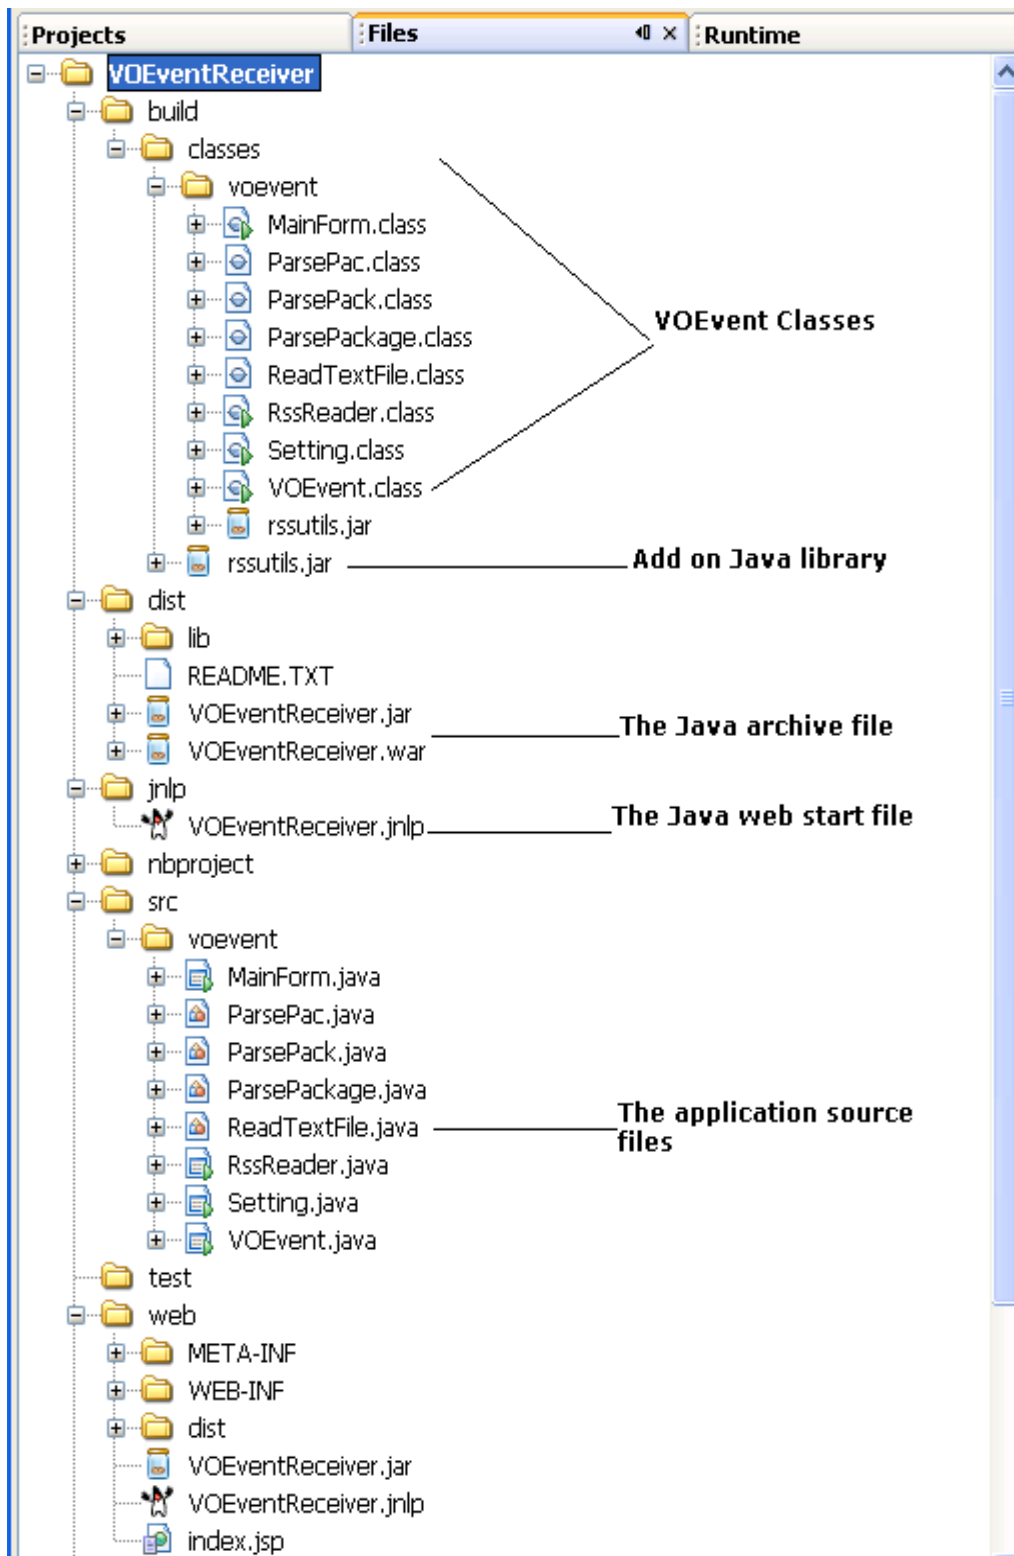 Projects
Files
Runtime
VOEventReceiver
build
classes
voevent
MainForm.class
ParsePac.class
ParsePack.class
VOEvent Classes
ParsePackage.class
ReadTextFile.class
RssReader.class
Setting.class
VOEvent.class
rssutils.jar
rssutils.jar
Add on Java library
dist
lib
README.TXT
VOEventReceiver.jar
The Java archive file
VOEventReceiver.war
jnlp
VOEventReceiver.jnlp
The Java web start file
nbproject
src
voevent
MainForm.java
ParsePac.java
ParsePack.java
ParsePackage.java
ReadTextFile.java
The application source
files
RssReader.java
Setting.java
VOEvent.java
test
web
META-INF
WEB-INF
dist
VOEventReceiver.jar
VOEventReceiver.jnlp
index.jsp